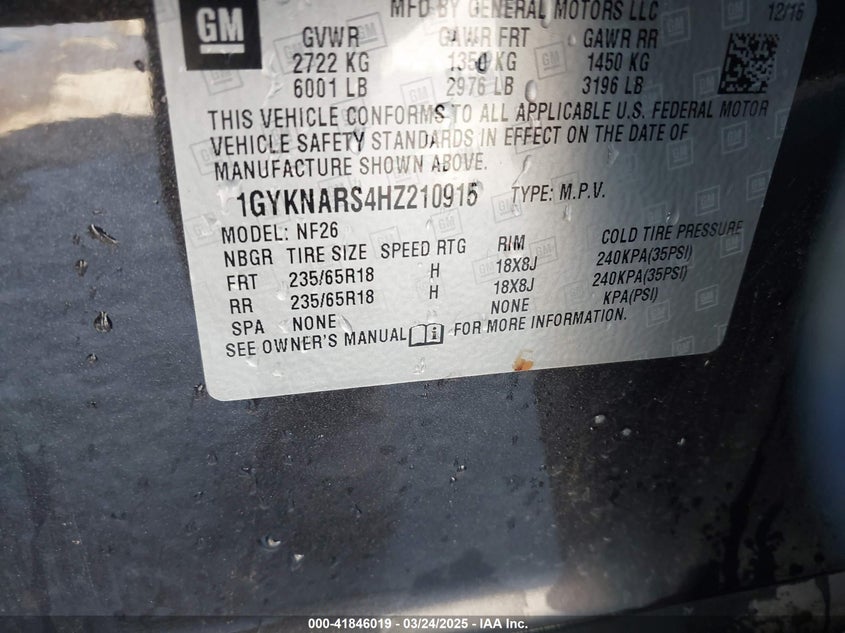 GM
MFD BY GENERAL MOTORS LLC 12/16
GVWR GAWR FRT GAWR RR
2722 KG 1350 KG 1450 KG
6001 LB 2976 LB 3196 LB
THIS VEHICLE CONFORMS TO ALL APPLICABLE U.S. FEDERAL MOTOR
VEHICLE SAFETY STANDARDS IN EFFECT ON THE DATE OF
MANUFACTURE SHOWN ABOVE.
1GYKNARS4HZ210915 TYPE: M.P.V.
MODEL: NF26
NBGR TIRE SIZE SPEED RTG RIM COLD TIRE PRESSURE
FRT 235/65R18 H 18X8J 240KPA(35PSI)
RR 235/65R18 H 18X8J 240KPA(35PSI)
SPA NONE NONE KPA(PSI)
SEE OWNER'S MANUAL FOR MORE INFORMATION.
000-41846019 // 03/24/2025 // IAA Inc.